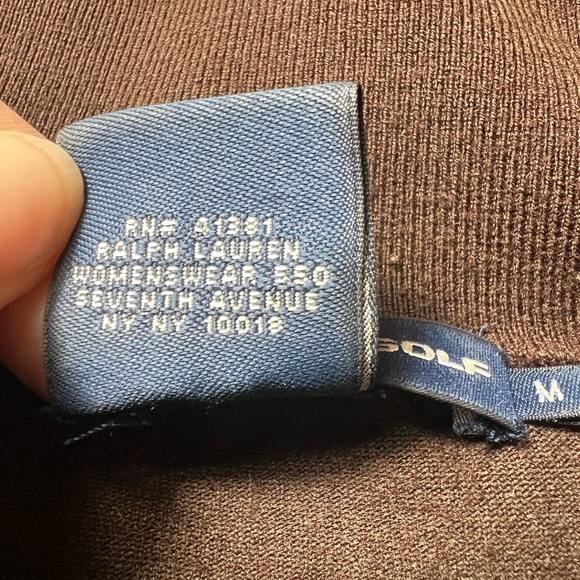 RN# 41381
RALPH LAUREN
WOMENSWEAR 550
SEVENTH AVENUE
NY NY 10018
GOLF
M